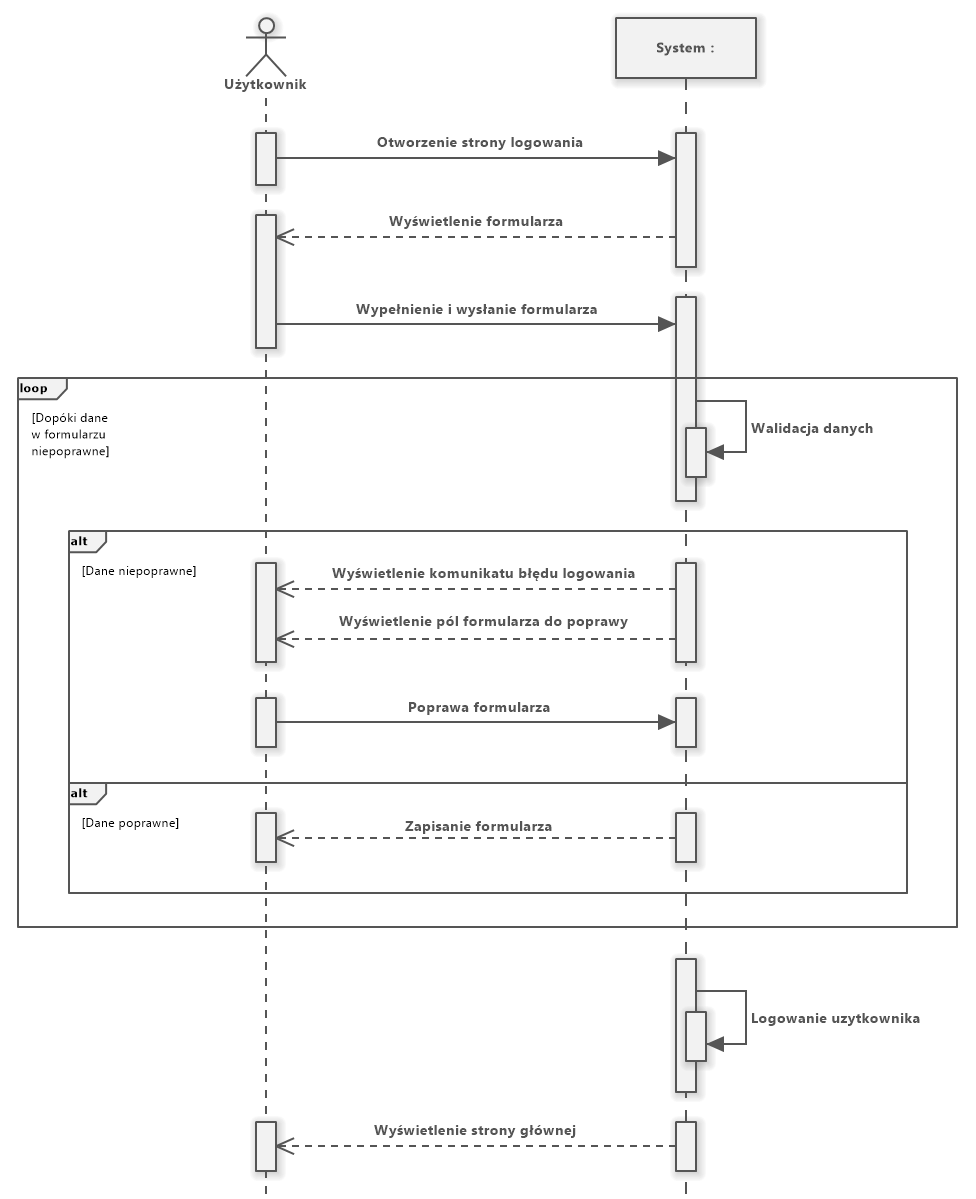 Użytkownik
System :
Otworzenie strony logowania
Wyświetlenie formularza
Wypełnienie i wysłanie formularza
loop
[Dopóki dane
w formularzu
niepoprawne]
Walidacja danych
alt
[Dane niepoprawne]
Wyświetlenie komunikatu błędu logowania
Wyświetlenie pól formularza do poprawy
Poprawa formularza
alt
[Dane poprawne]
Zapisanie formularza
Logowanie uzytkownika
Wyświetlenie strony głównej